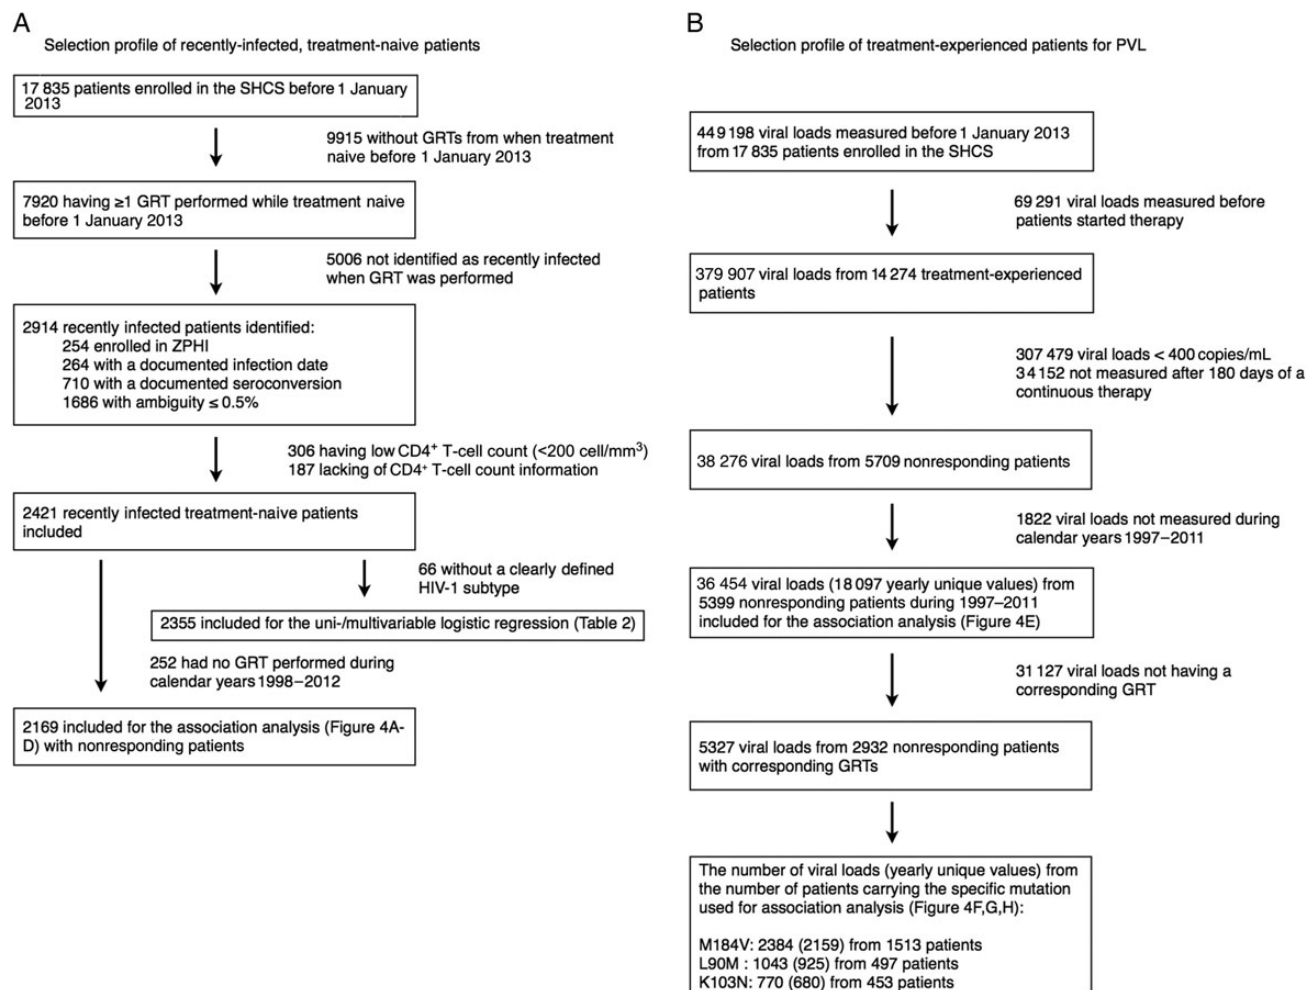 A
Selection profile of recently-infected, treatment-naive patients
17 835 patients enrolled in the SHCS before 1 January
2013
9915 without GRTs from when treatment
naive before 1 January 2013
7920 having ≥1 GRT performed while treatment naive
before 1 January 2013
5006 not identified as recently infected
when GRT was performed
2914 recently infected patients identified:
254 enrolled in ZPHI
264 with a documented infection date
710 with a documented seroconversion
1686 with ambiguity ≤ 0.5%
306 having low CD4⁺ T-cell count (<200 cell/mm³)
187 lacking of CD4⁺ T-cell count information
2421 recently infected treatment-naive patients
included
66 without a clearly defined
HIV-1 subtype
2355 included for the uni-/multivariable logistic regression (Table 2)
252 had no GRT performed during
calendar years 1998–2012
2169 included for the association analysis (Figure 4A-
D) with nonresponding patients
B
Selection profile of treatment-experienced patients for PVL
449 198 viral loads measured before 1 January 2013
from 17 835 patients enrolled in the SHCS
69 291 viral loads measured before
patients started therapy
379 907 viral loads from 14 274 treatment-experienced
patients
307 479 viral loads < 400 copies/mL
34 152 not measured after 180 days of a
continuous therapy
38 276 viral loads from 5709 nonresponding patients
1822 viral loads not measured during
calendar years 1997–2011
36 454 viral loads (18 097 yearly unique values) from
5399 nonresponding patients during 1997–2011
included for the association analysis (Figure 4E)
31 127 viral loads not having a
corresponding GRT
5327 viral loads from 2932 nonresponding patients
with corresponding GRTs
The number of viral loads (yearly unique values) from
the number of patients carrying the specific mutation
used for association analysis (Figure 4F,G,H):
M184V: 2384 (2159) from 1513 patients
L90M : 1043 (925) from 497 patients
K103N: 770 (680) from 453 patients